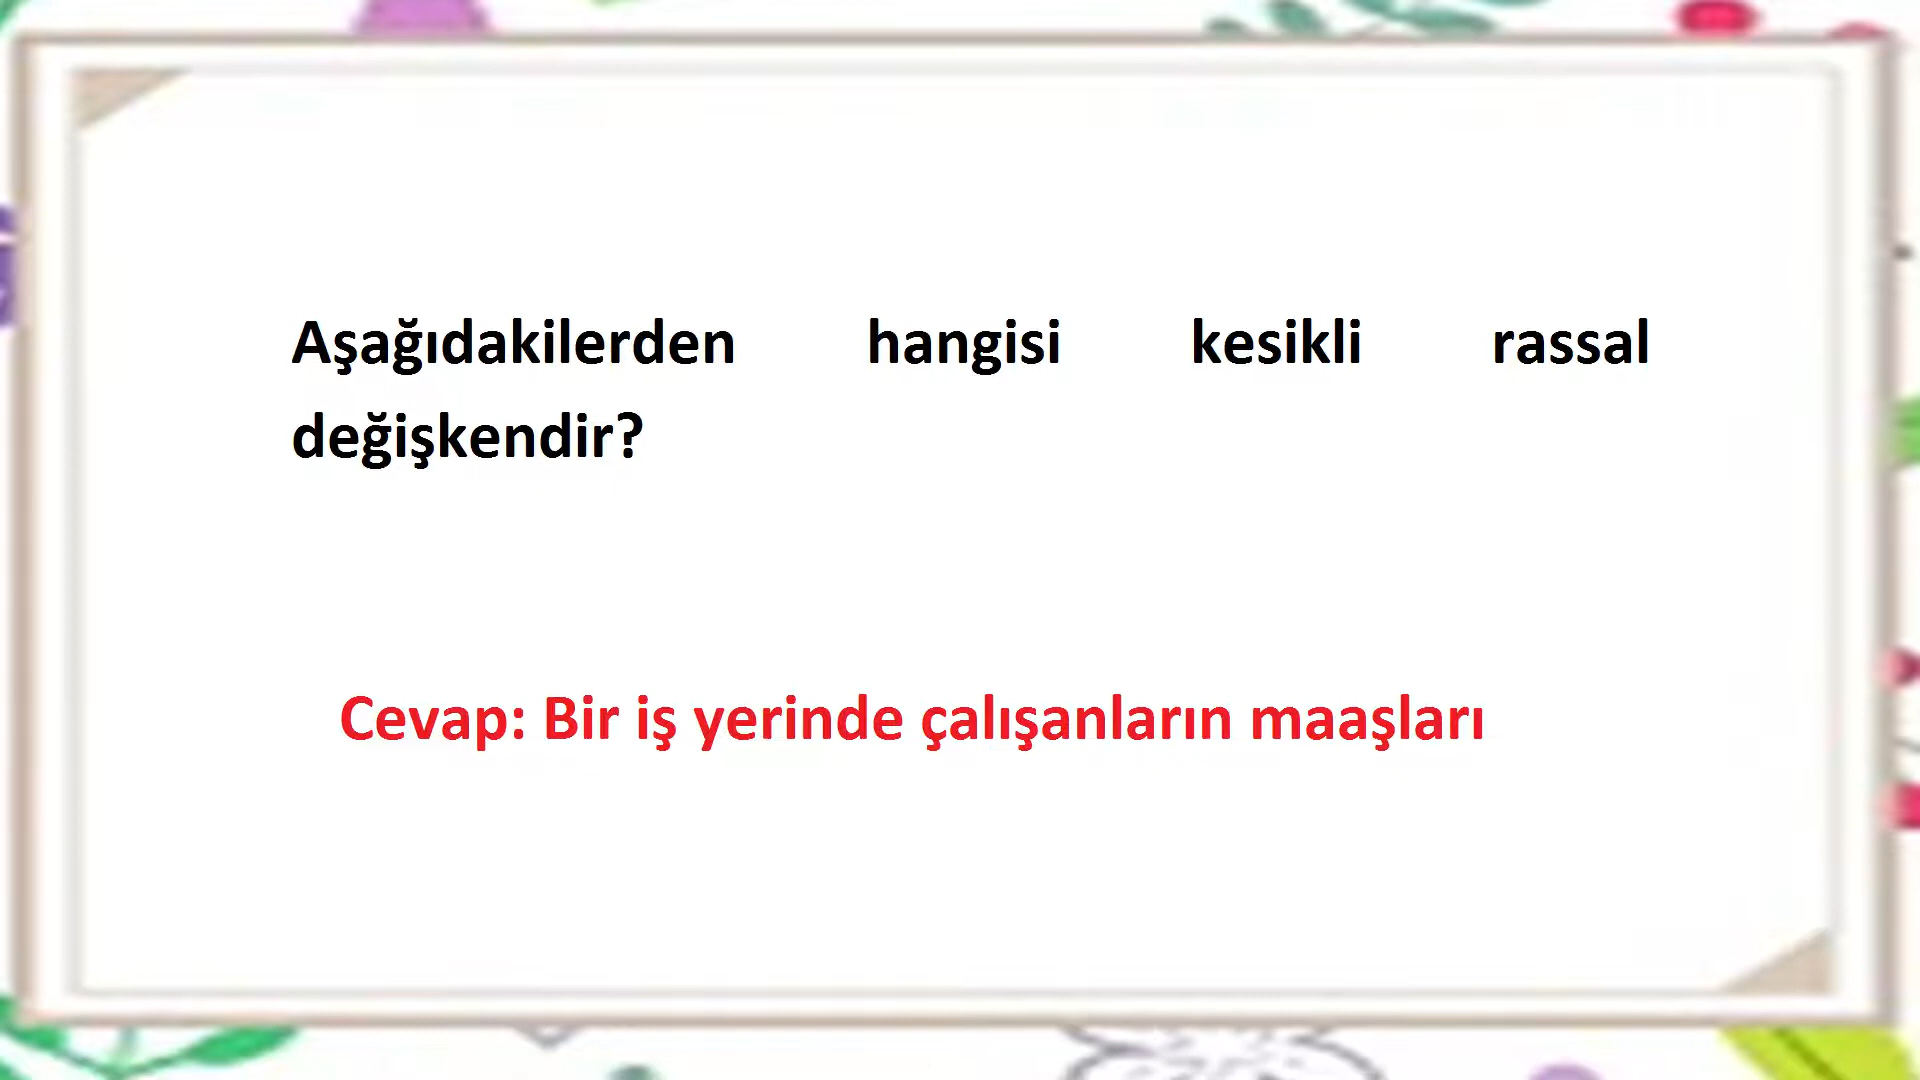 Aşağıdakilerden hangisi kesikli rassal
değişkendir?
Cevap: Bir iş yerinde çalışanların maaşları